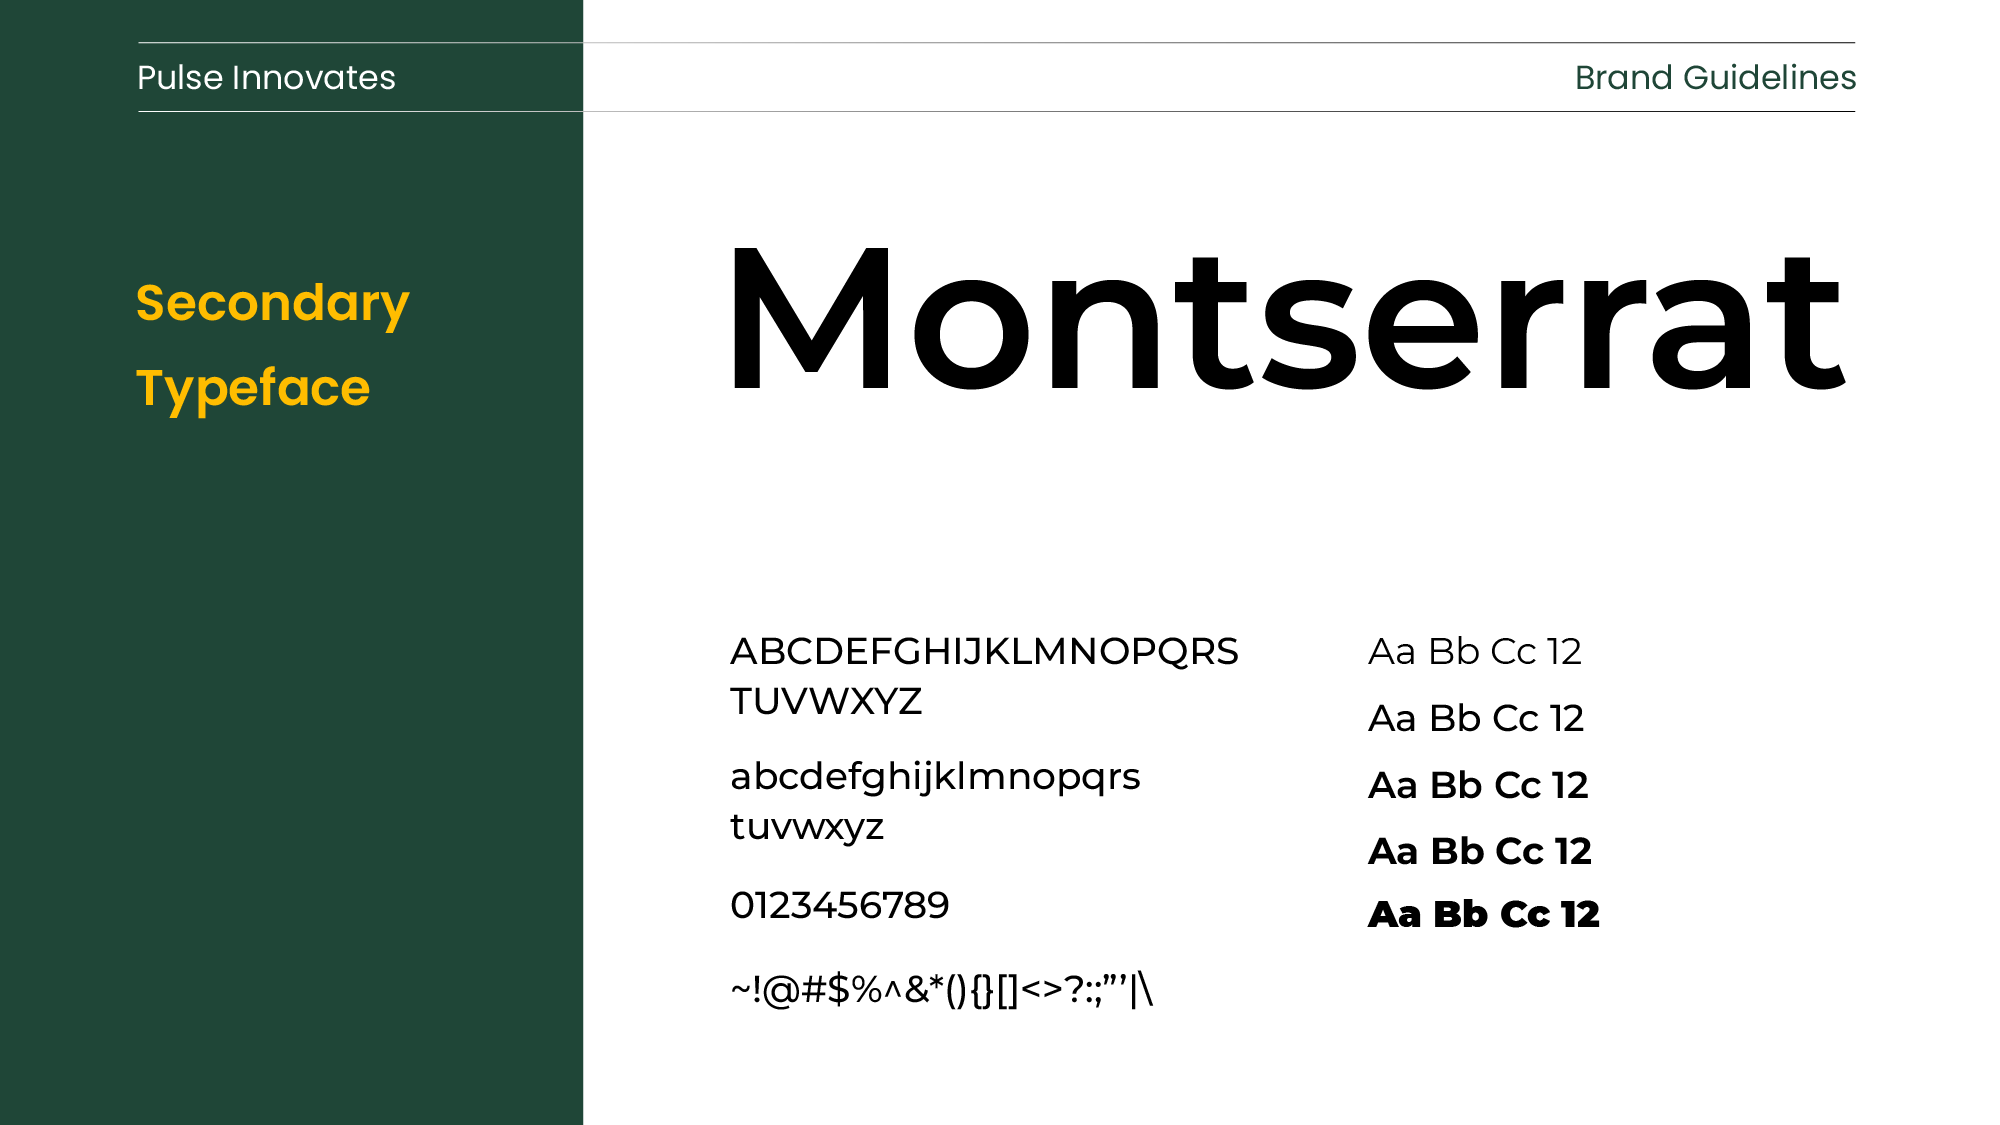 Pulse Innovates
Brand Guidelines
Secondary
Typeface
Montserrat
ABCDEFGHIJKLMNOPQRS
TUVWXYZ
abcdefghijklmnopqrs
tuvwxyz
0123456789
~!@#$%^&*(){}[]<>?:;”’|\
Aa Bb Cc 12
Aa Bb Cc 12
Aa Bb Cc 12
Aa Bb Cc 12
Aa Bb Cc 12